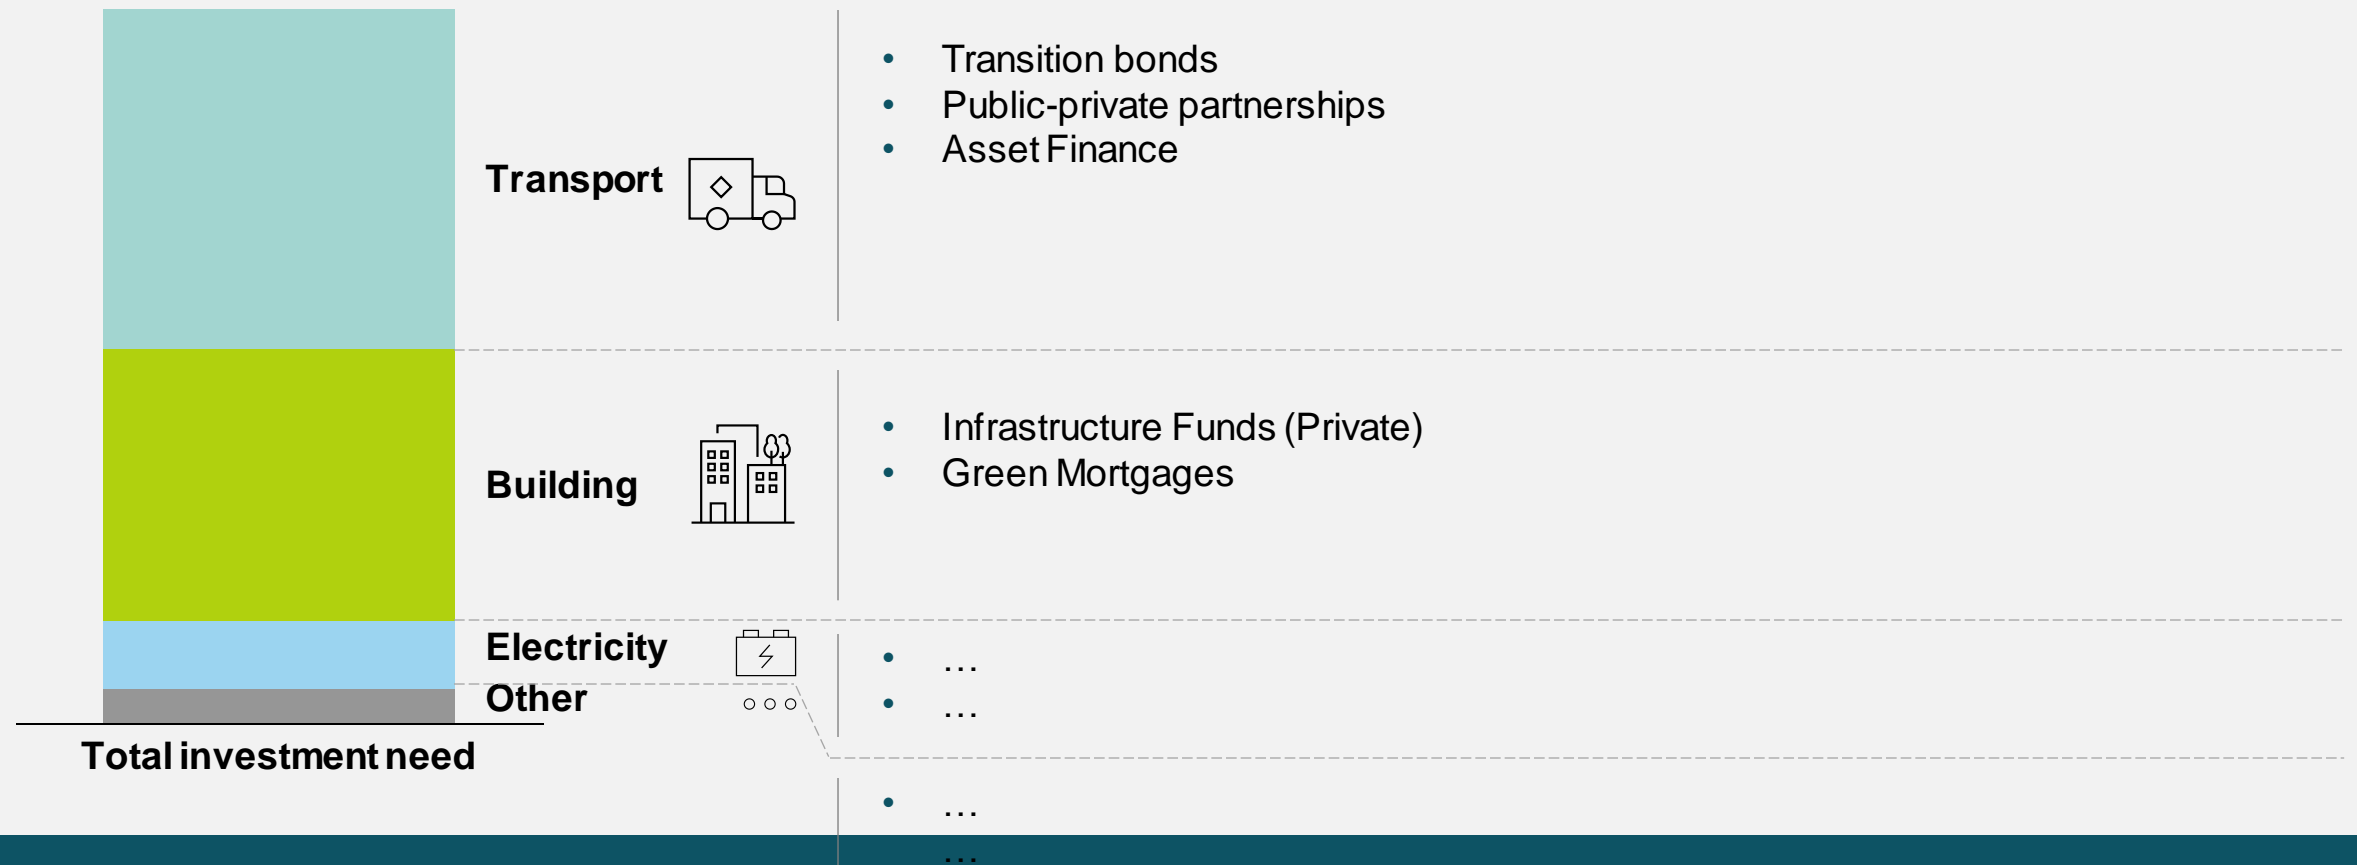 Transition bonds
Public-private partnerships
Asset Finance
Transport
Infrastructure Funds (Private)
Green Mortgages
Building
Electricity
…
Other
…
Total investment need
…
…